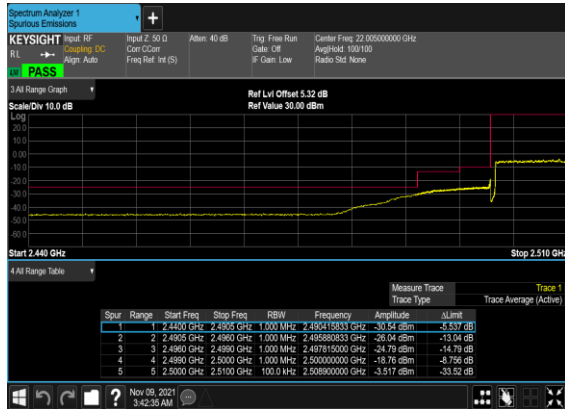 Spectrum Analyzer 1
Spurious Emissions
KEYSIGHT Input: RF Input Z: 50 Ω Atten: 40 dB Trig: Free Run Center Freq: 22.005000000 GHz
RL Coupling: DC Corr CCorr Gate: Off Avg|Hold: 100/100
Align: Auto Freq Ref: Int (S) IF Gain: Low Radio Std: None
PASS
3 All Range Graph
Ref Lvl Offset 5.32 dB
Scale/Div 10.0 dB Ref Value 30.00 dBm
Log
20.0
10.0
0.00
-10.0
-20.0
-30.0
-40.0
-50.0
-60.0
Start 2.440 GHz Stop 2.510 GHz
4 All Range Table
Measure Trace Trace 1
Trace Type Trace Average (Active)
Spur Range Start Freq Stop Freq RBW Frequency Amplitude ΔLimit
1 1 2.4400 GHz 2.4905 GHz 1.000 MHz 2.490415833 GHz -30.54 dBm -5.537 dB
2 2 2.4905 GHz 2.4960 GHz 1.000 MHz 2.495880833 GHz -26.04 dBm -13.04 dB
3 3 2.4960 GHz 2.4990 GHz 1.000 MHz 2.497815000 GHz -24.79 dBm -14.79 dB
4 4 2.4990 GHz 2.5000 GHz 1.000 MHz 2.500000000 GHz -18.76 dBm -8.756 dB
5 5 2.5000 GHz 2.5100 GHz 100.0 kHz 2.508900000 GHz -3.517 dBm -33.52 dB
Nov 09, 2021
3:42:35 AM